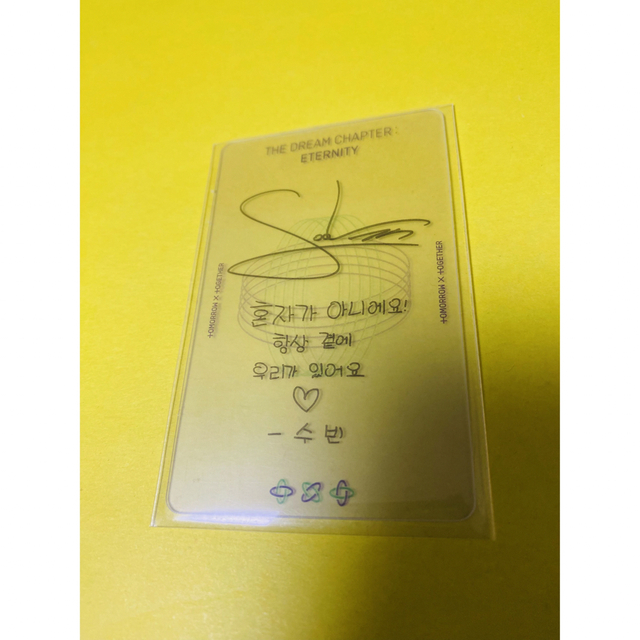 THE DREAM CHAPTER:
ETERNITY
Soobin
TOMORROW X TOGETHER
TOMORROW X TOGETHER
혼자가 아니에요!
항상 곁에
우리가 있어요
♡
- 수빈